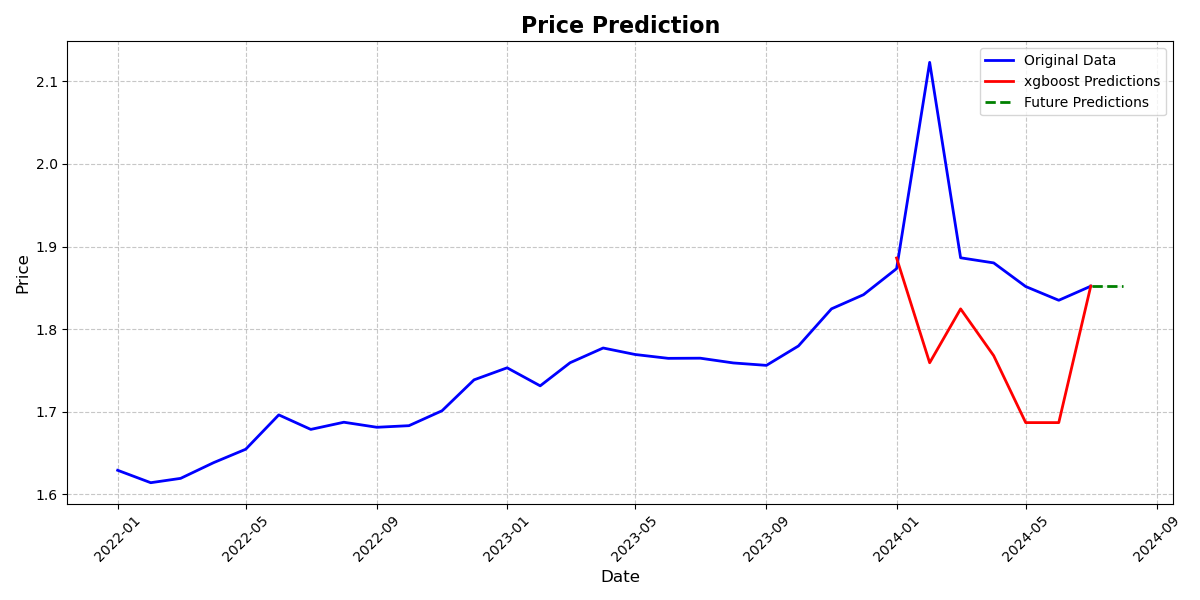 Price Prediction
Original Data
xgboost Predictions
Future Predictions
Price
2.1
2.0
1.9
1.8
1.7
1.6
2022-01
2022-05
2022-09
2023-01
2023-05
2023-09
2024-01
2024-05
2024-09
Date